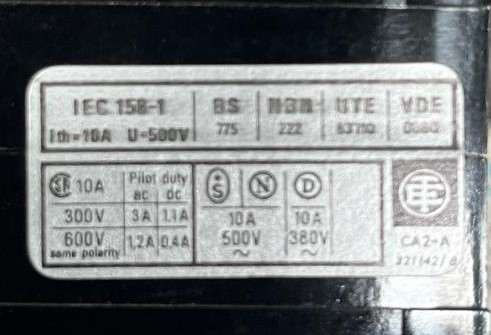 IEC 158-1 BS NBN UTE VDE
Ith=10A U=500V 775 222 0660
10A Pilot duty S N D
AC DC
300V 3A 1.1A 10A 10A
600V 1,2A 0,4A 500V 380V
same polarity ~ ~
CA2-A